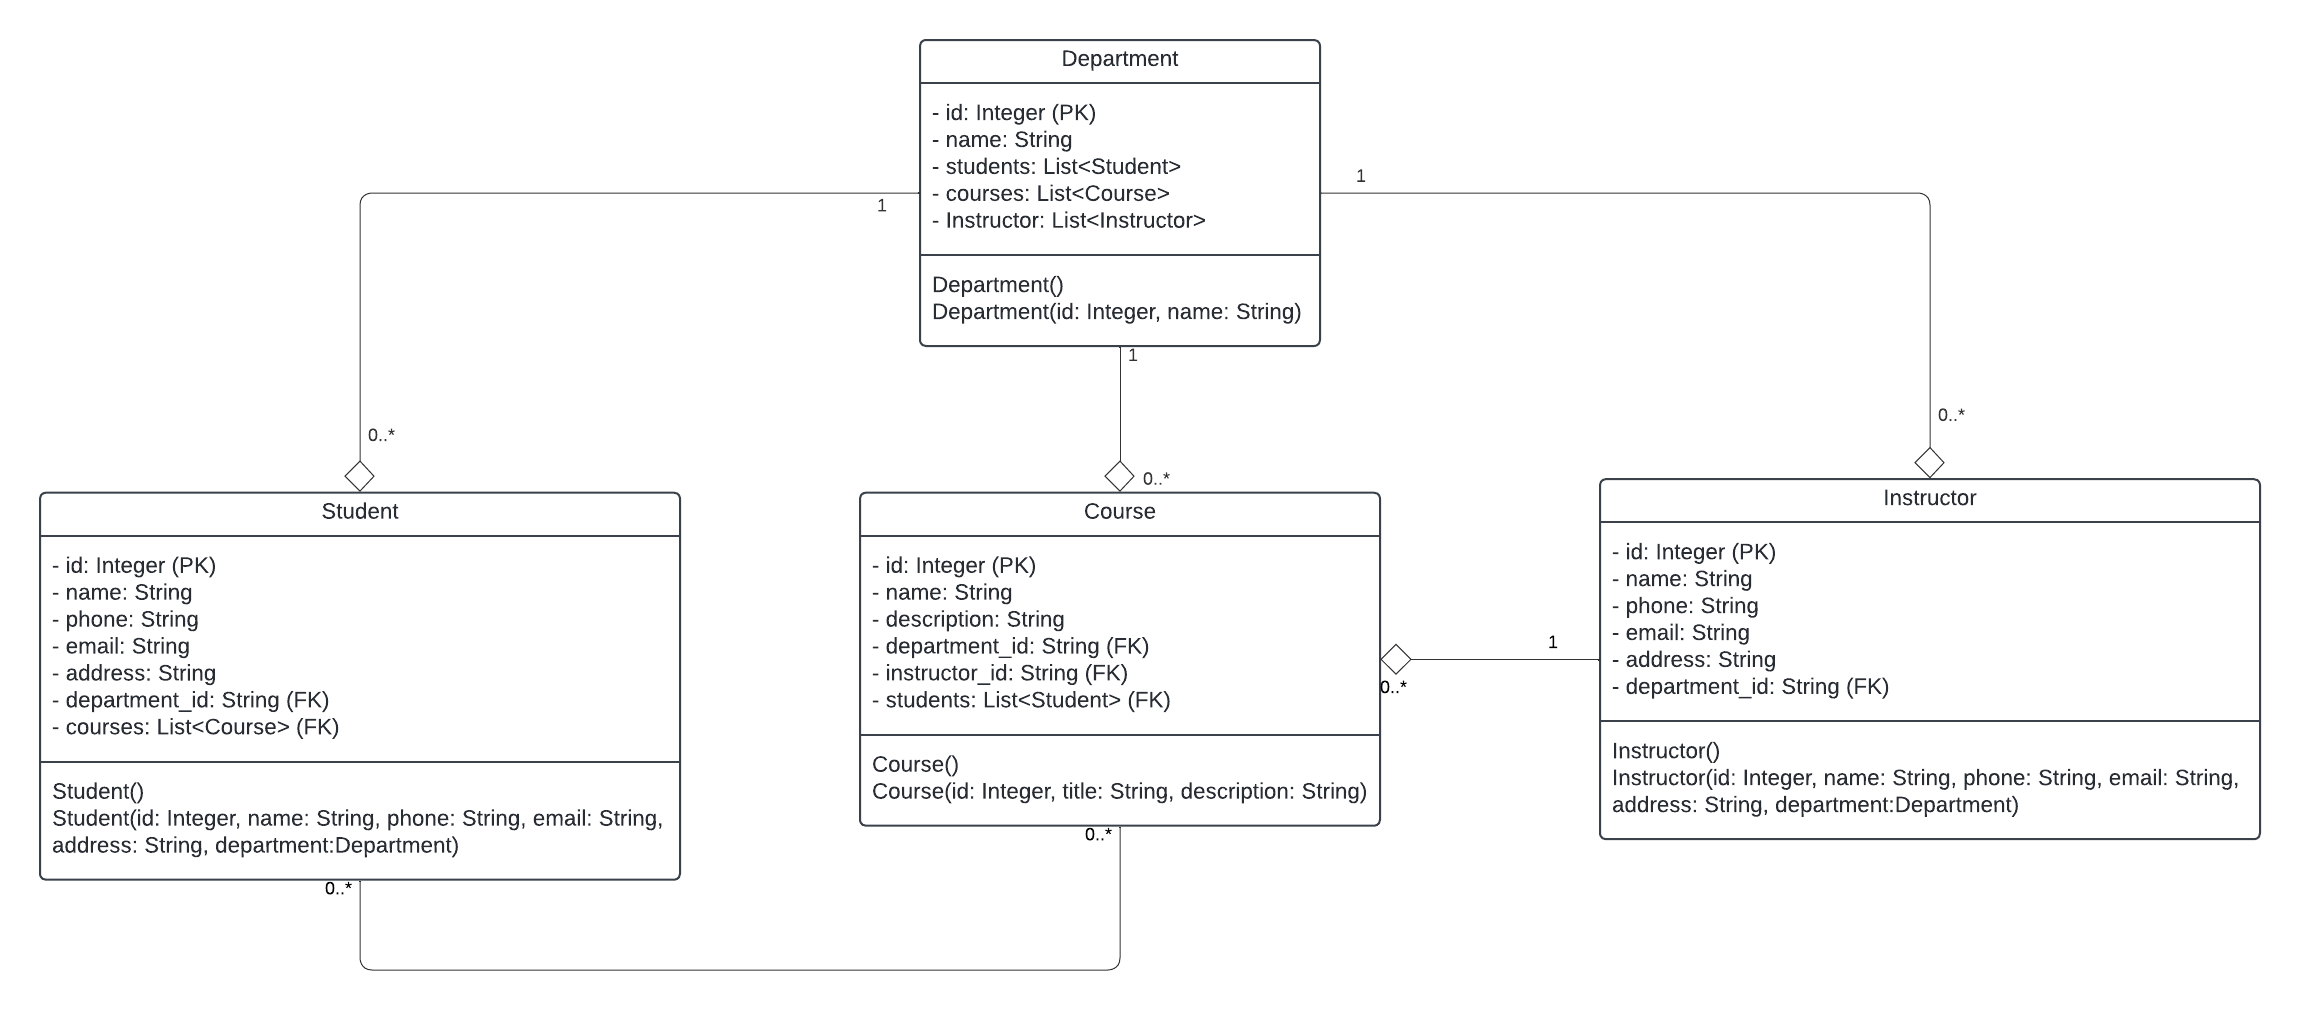 Department
- id: Integer (PK)
- name: String
- students: List<Student>
- courses: List<Course>
- Instructor: List<Instructor>
Department()
Department(id: Integer, name: String)
1
1
1
0..*
0..*
0..*
Student
- id: Integer (PK)
- name: String
- phone: String
- email: String
- address: String
- department_id: String (FK)
- courses: List<Course> (FK)
Student()
Student(id: Integer, name: String, phone: String, email: String,
address: String, department:Department)
0..*
Course
- id: Integer (PK)
- name: String
- description: String
- department_id: String (FK)
- instructor_id: String (FK)
- students: List<Student> (FK)
Course()
Course(id: Integer, title: String, description: String)
0..*
0..*
1
Instructor
- id: Integer (PK)
- name: String
- phone: String
- email: String
- address: String
- department_id: String (FK)
Instructor()
Instructor(id: Integer, name: String, phone: String, email: String,
address: String, department:Department)